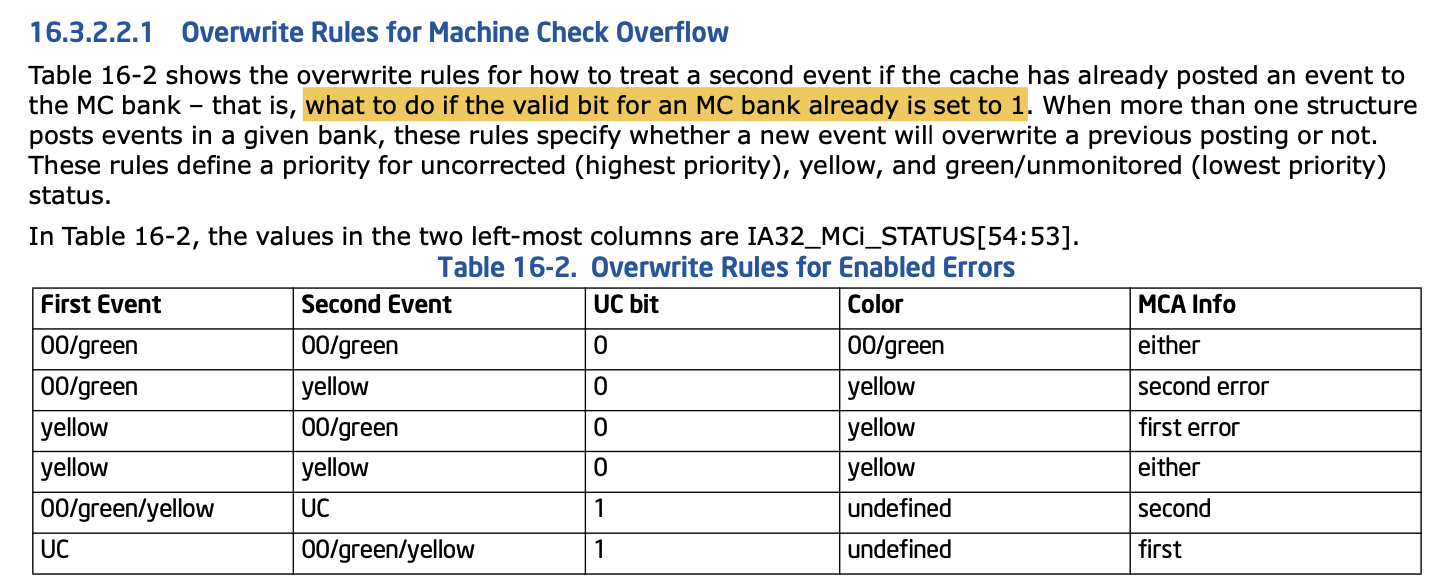 16.3.2.2.1 Overwrite Rules for Machine Check Overflow
Table 16-2 shows the overwrite rules for how to treat a second event if the cache has already posted an event to
the MC bank – that is, what to do if the valid bit for an MC bank already is set to 1. When more than one structure
posts events in a given bank, these rules specify whether a new event will overwrite a previous posting or not.
These rules define a priority for uncorrected (highest priority), yellow, and green/unmonitored (lowest priority)
status.
In Table 16-2, the values in the two left-most columns are IA32_MCi_STATUS[54:53].
Table 16-2. Overwrite Rules for Enabled Errors
First Event Second Event UC bit Color MCA Info
00/green 00/green 0 00/green either
00/green yellow 0 yellow second error
yellow 00/green 0 yellow first error
yellow yellow 0 yellow either
00/green/yellow UC 1 undefined second
UC 00/green/yellow 1 undefined first